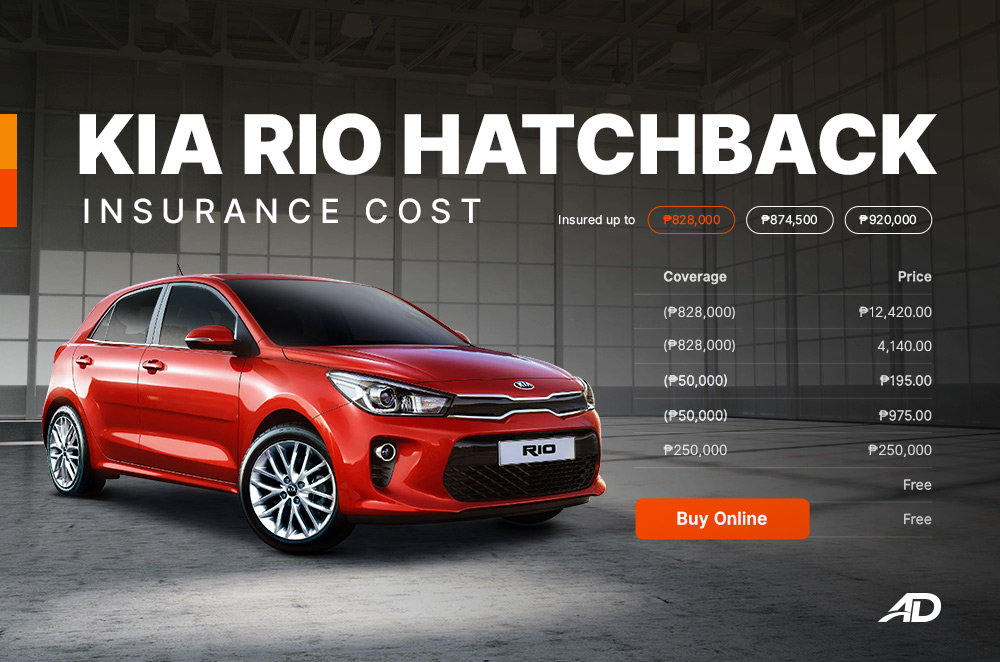 KIA RIO HATCHBACK
INSURANCE COST
Insured up to ₱828,000 ₱874,500 ₱920,000
Coverage Price
(₱828,000) ₱12,420.00
(₱828,000) 4,140.00
(₱50,000) ₱195.00
(₱50,000) ₱975.00
₱250,000 ₱250,000
Free
Buy Online Free
KIA
RIO
AD